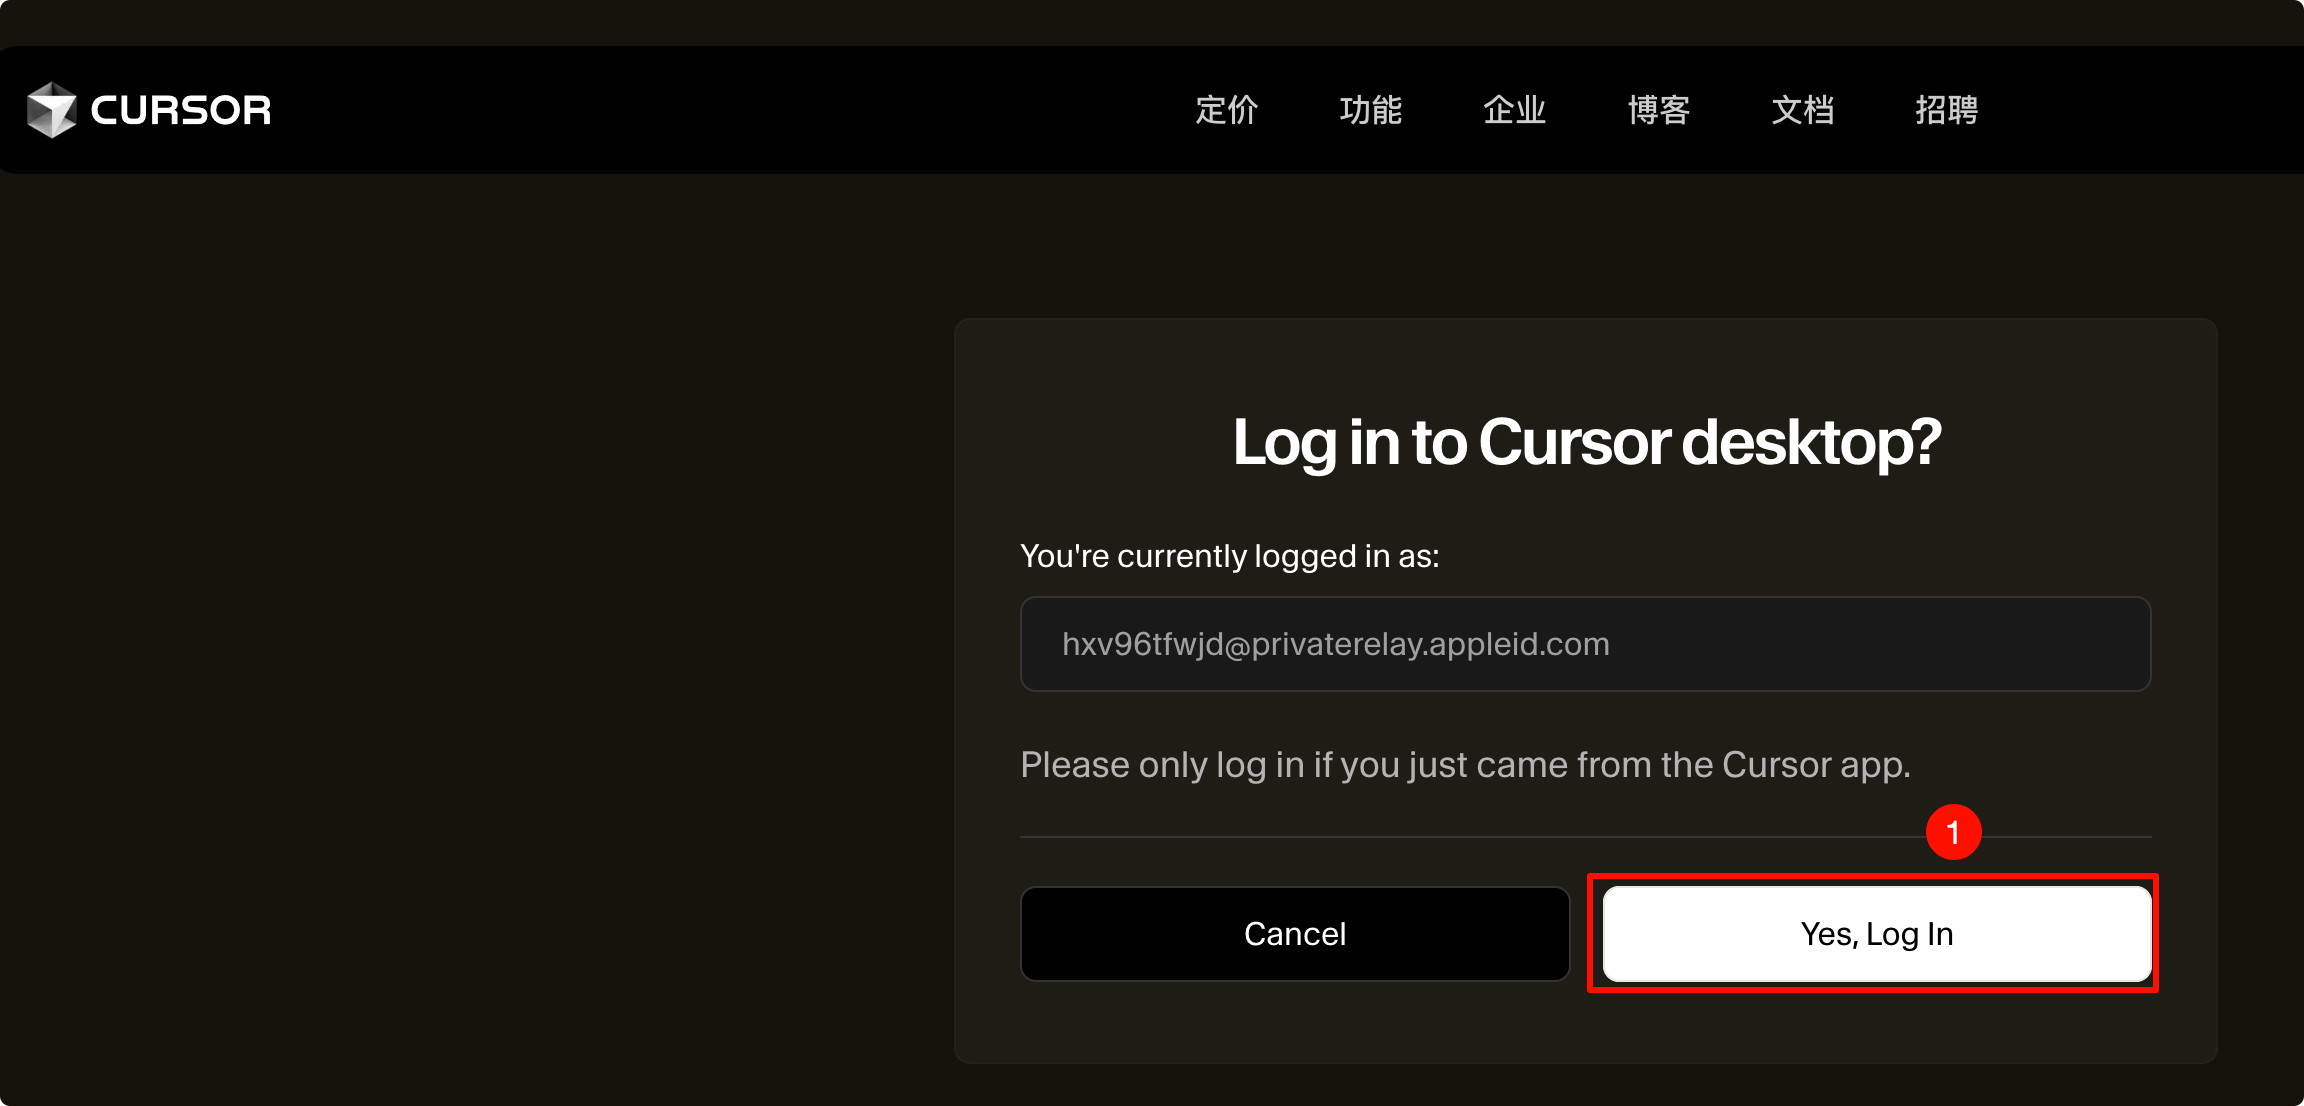 CURSOR
定价 功能 企业 博客 文档 招聘
Log in to Cursor desktop?
You're currently logged in as:
hxv96tfwjd@privaterelay.appleid.com
Please only log in if you just came from the Cursor app.
1
Cancel Yes, Log In